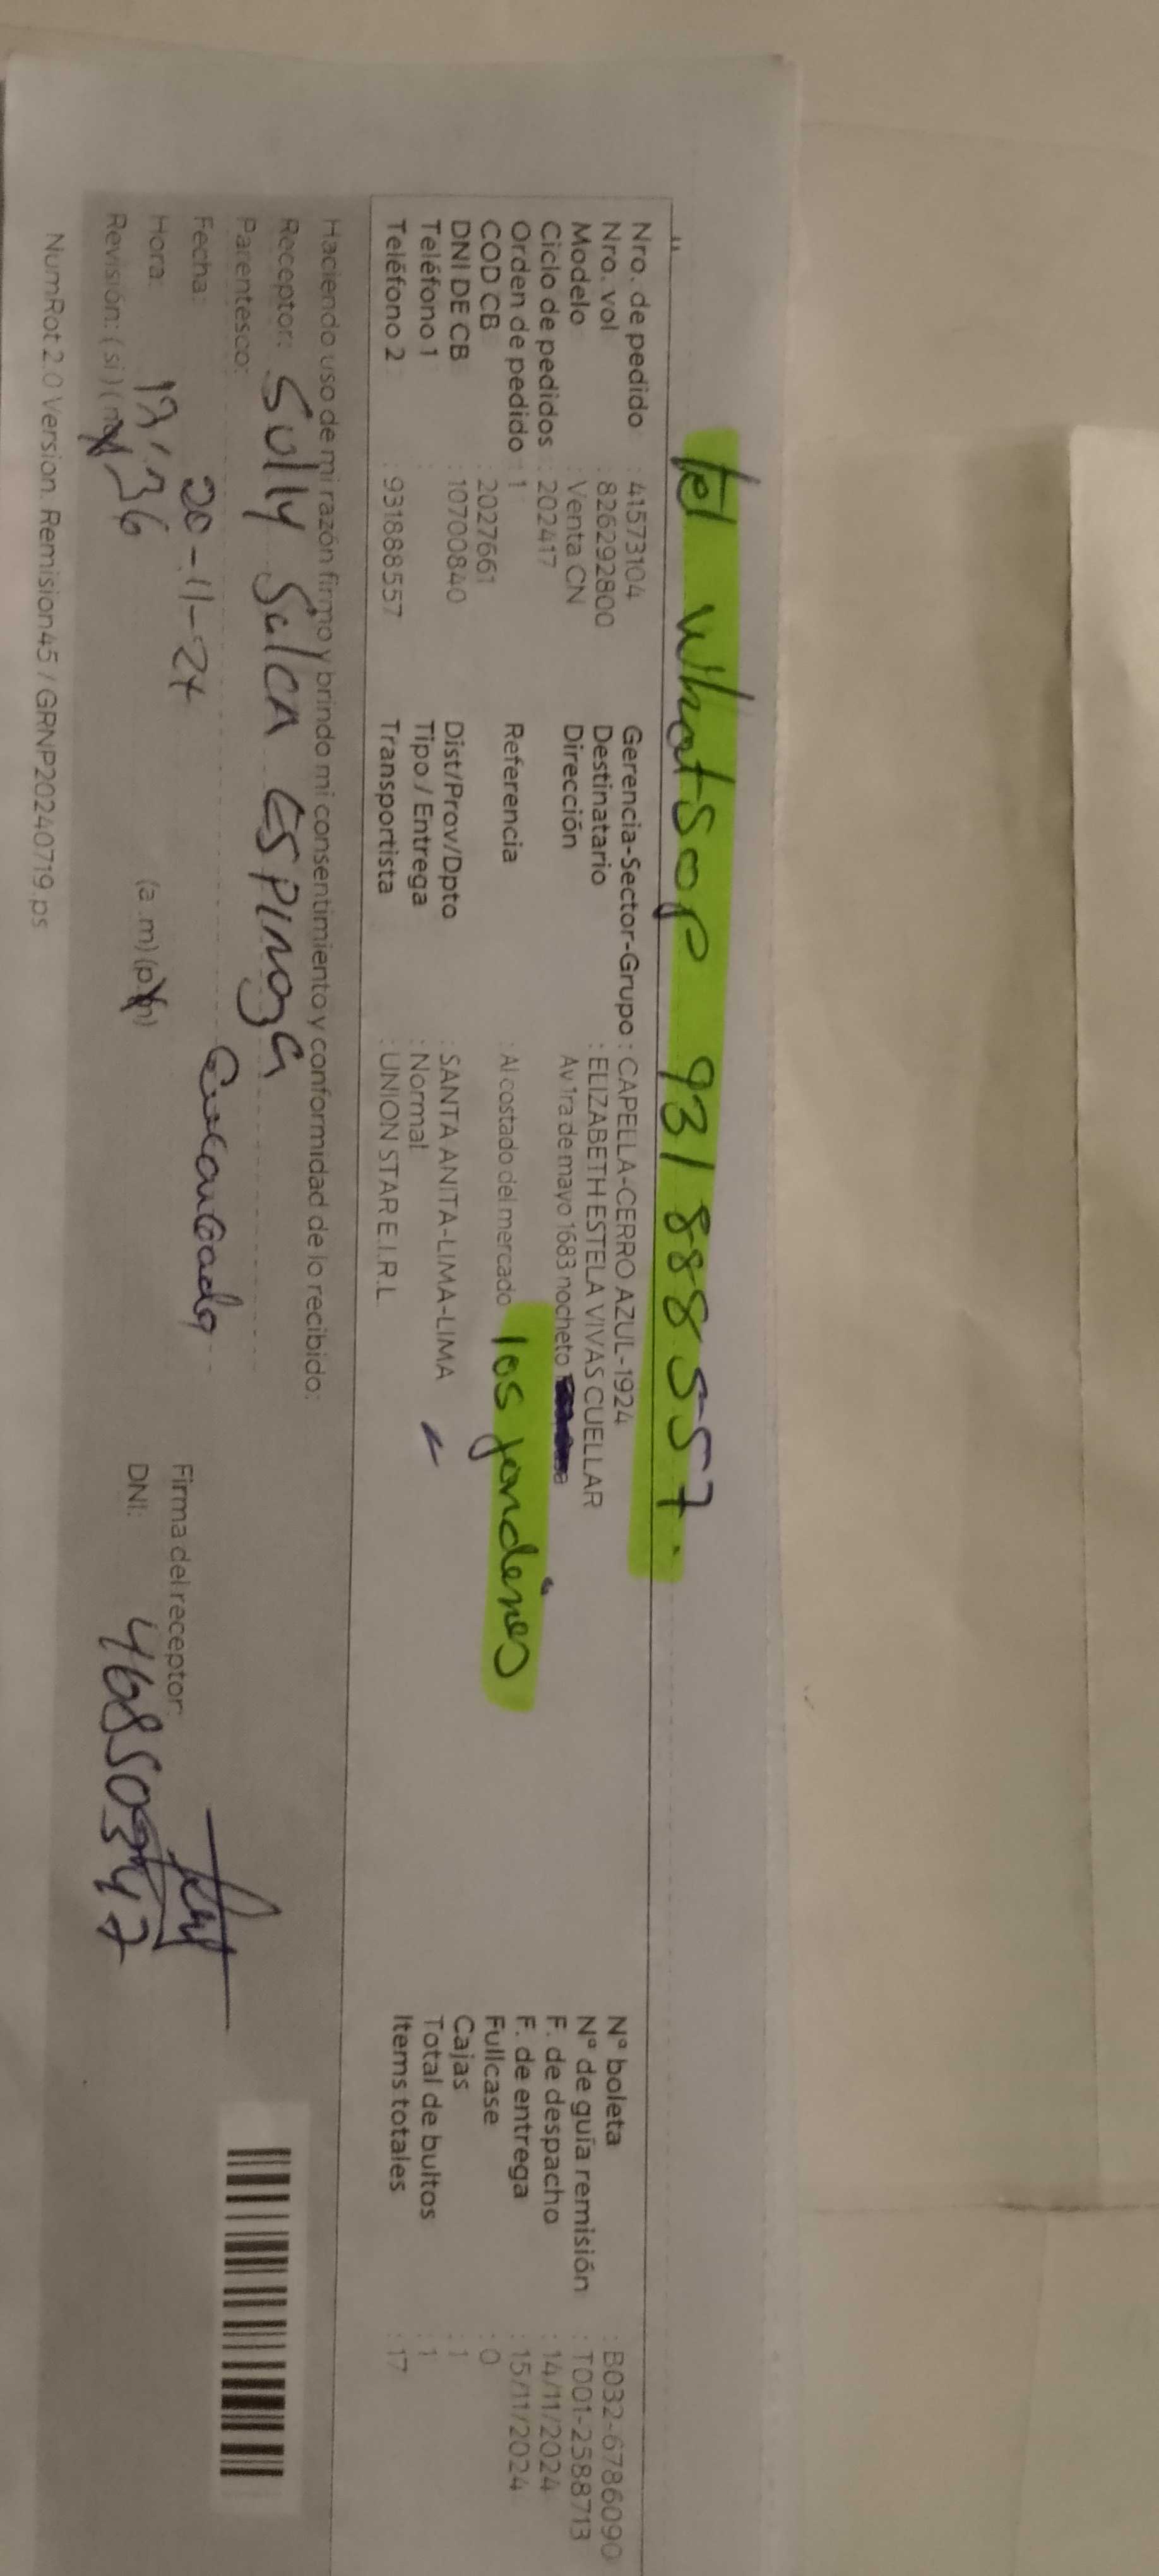 tel whatsop 931888557.
Nro. de pedido : 41573104
Nro. vol : 826292800
Modelo : Venta CN
Ciclo de pedidos : 202417
Orden de pedido : 1
COD CB : 2027661
DNI DE CB : 10700840
Teléfono 1 :
Teléfono 2 : 931888557
Gerencia-Sector-Grupo : CAPELLA-CERRO AZUL-1924
Destinatario : ELIZABETH ESTELA VIVAS CUELLAR
Dirección Av 1ra de mayo 1683 nocheto
Referencia : Al costado del mercado los jardines
Dist/Prov/Dpto : SANTA ANITA-LIMA-LIMA
Tipo / Entrega : Normal
Transportista : UNION STAR E.I.R.L.
Nº boleta : B032-6786090
Nº de guía remisión : T001-2588713
F. de despacho : 14/11/2024
F. de entrega : 15/11/2024
Fullcase : 0
Cajas : 1
Total de bultos : 1
Items totales : 17
Haciendo uso de mi razón firmo y brindo mi consentimiento y conformidad de lo recibido:
Receptor: Sully Salca Espinoza
Parentesco: Encantada
Fecha: 20-11-24
Hora: :36 (a.m) (p.m)
Revisión: (si) (no)
Firma del receptor:
DNI: 46850347
NumRot 2.0 Version. Remision45 / GRNP20240719.ps